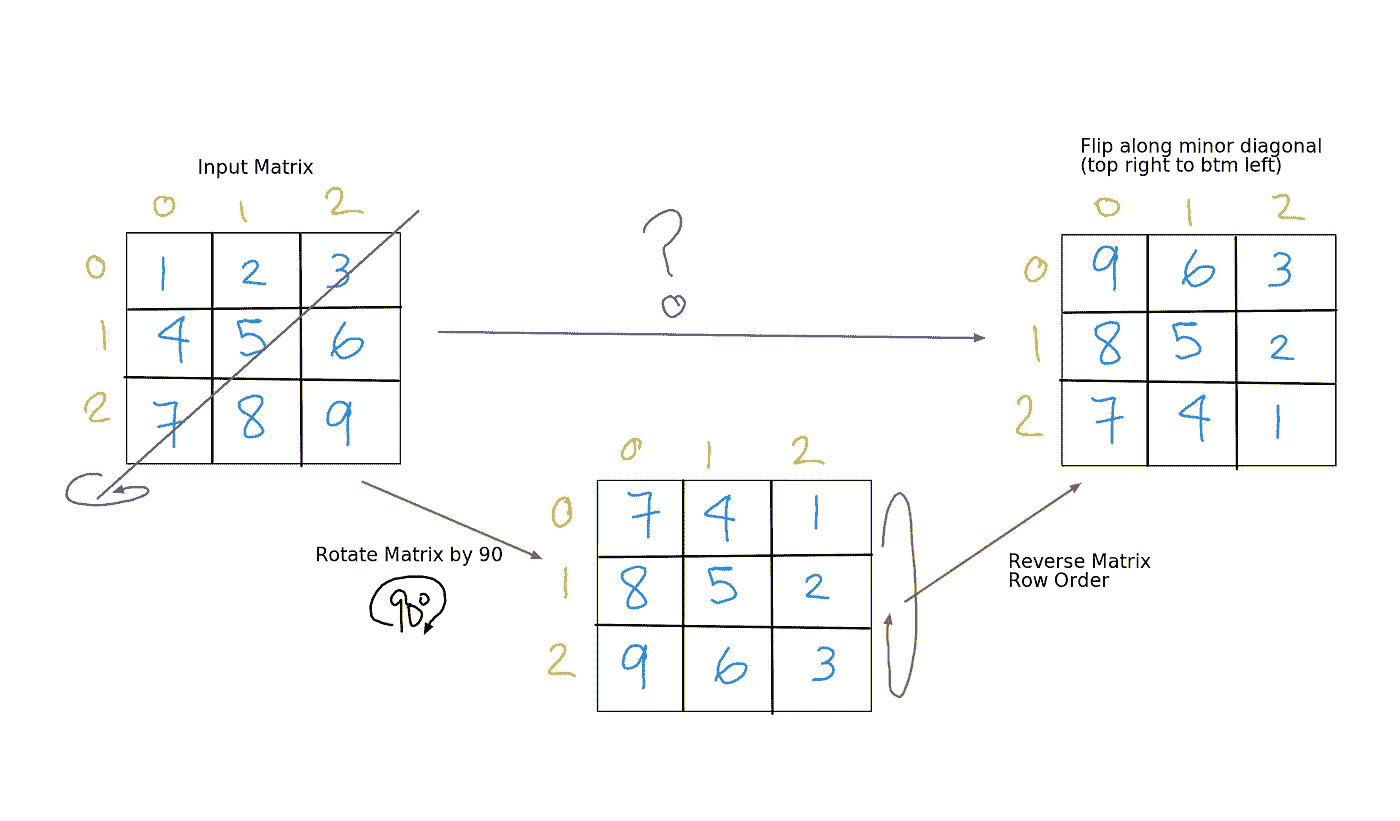 Flip along minor diagonal
(top right to btm left)
Input Matrix
0 1 2
0 1 2 3
1 4 5 6
2 7 8 9
?
0 1 2
0 9 6 3
1 8 5 2
2 7 4 1
Rotate Matrix by 90
90°
0 1 2
0 7 4 1
1 8 5 2
2 9 6 3
Reverse Matrix
Row Order